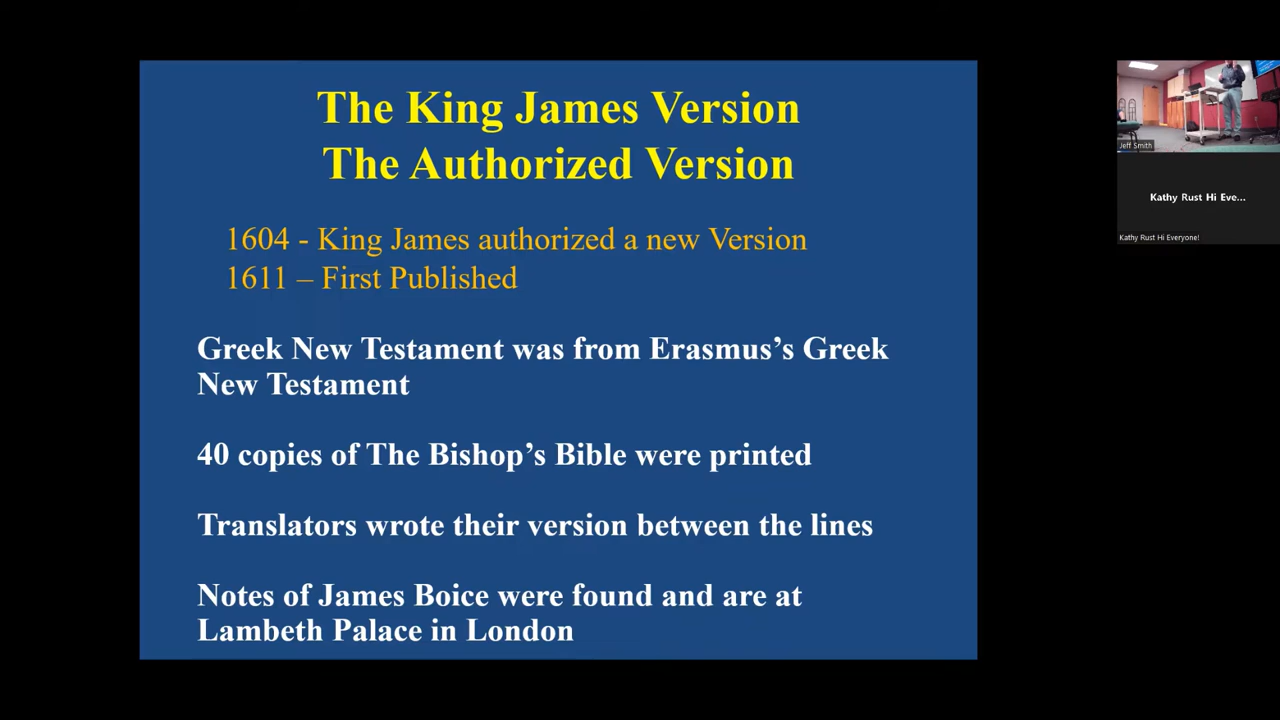 The King James Version
The Authorized Version
1604 - King James authorized a new Version
1611 – First Published
Greek New Testament was from Erasmus’s Greek
New Testament
40 copies of The Bishop’s Bible were printed
Translators wrote their version between the lines
Notes of James Boice were found and are at
Lambeth Palace in London
Jeff Smith
Kathy Rust Hi Eve...
Kathy Rust Hi Everyone!